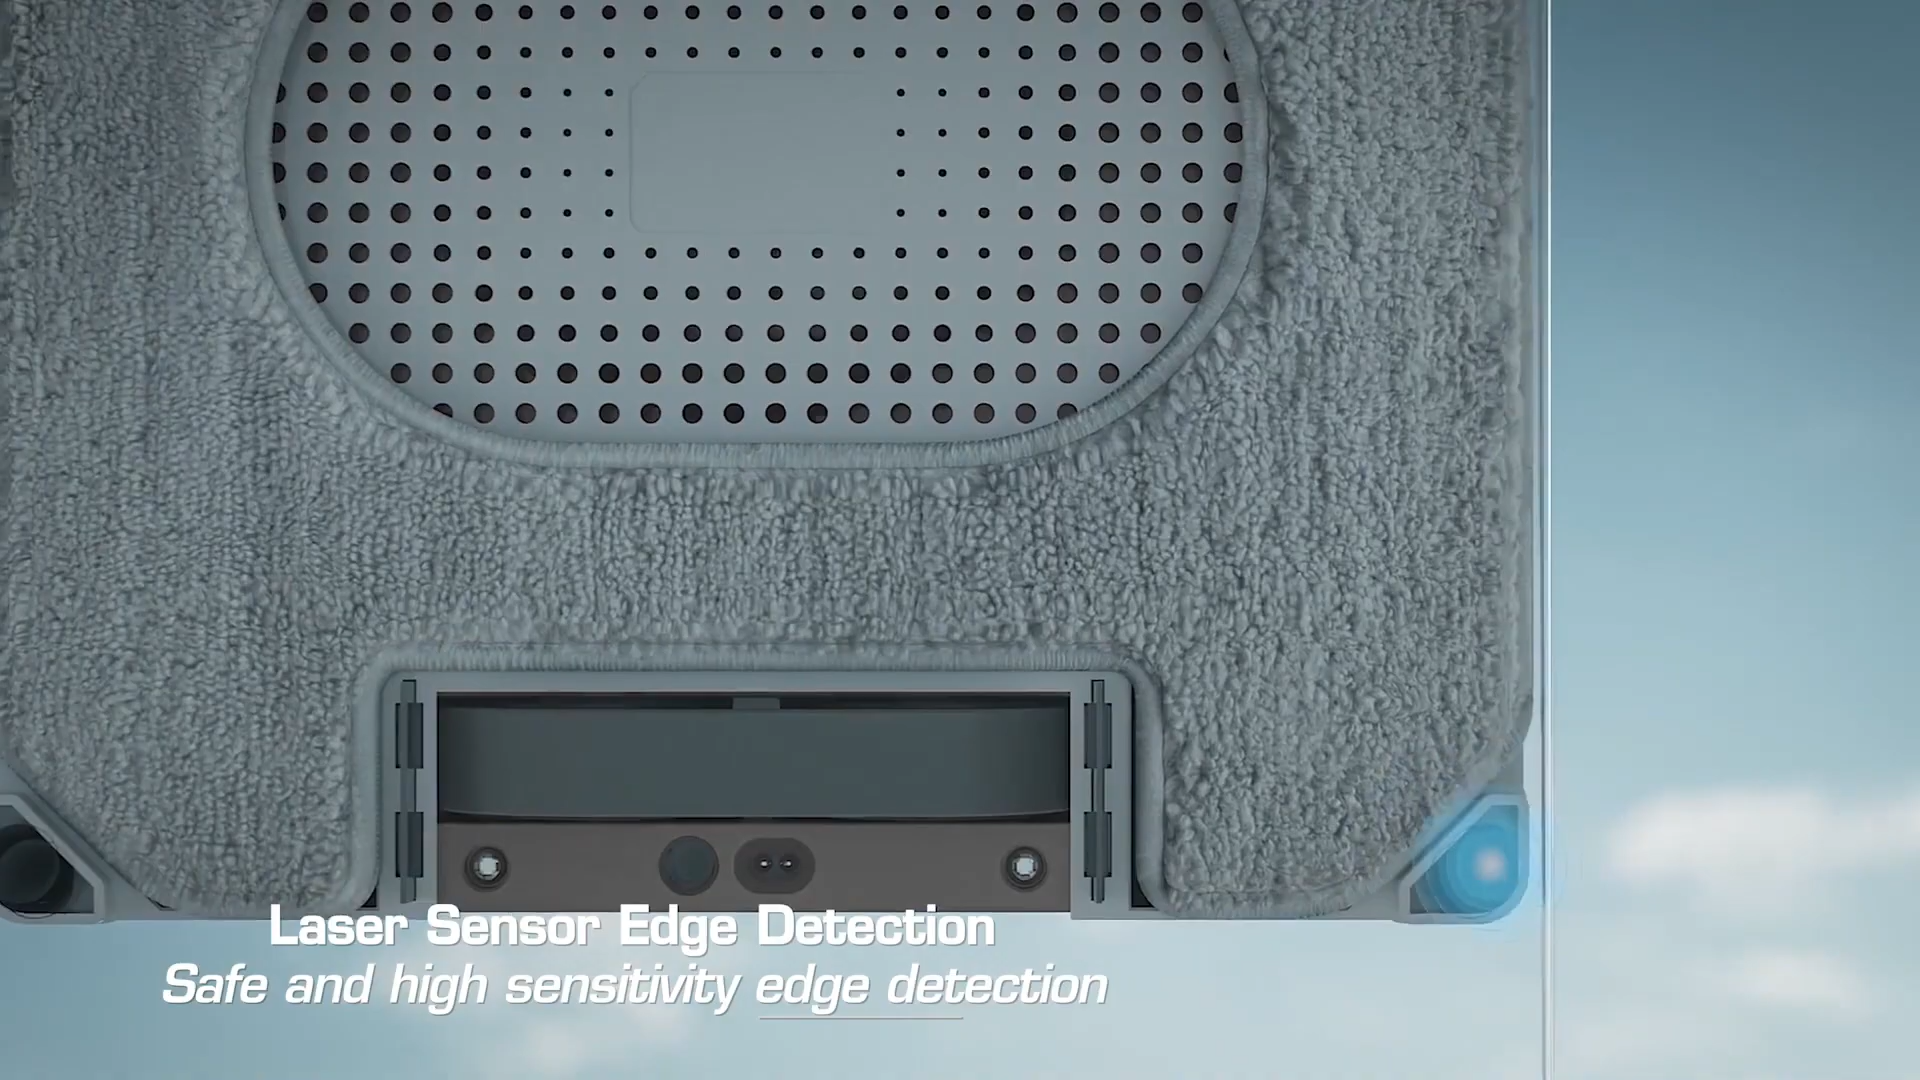 Laser Sensor Edge Detection
Safe and high sensitivity edge detection